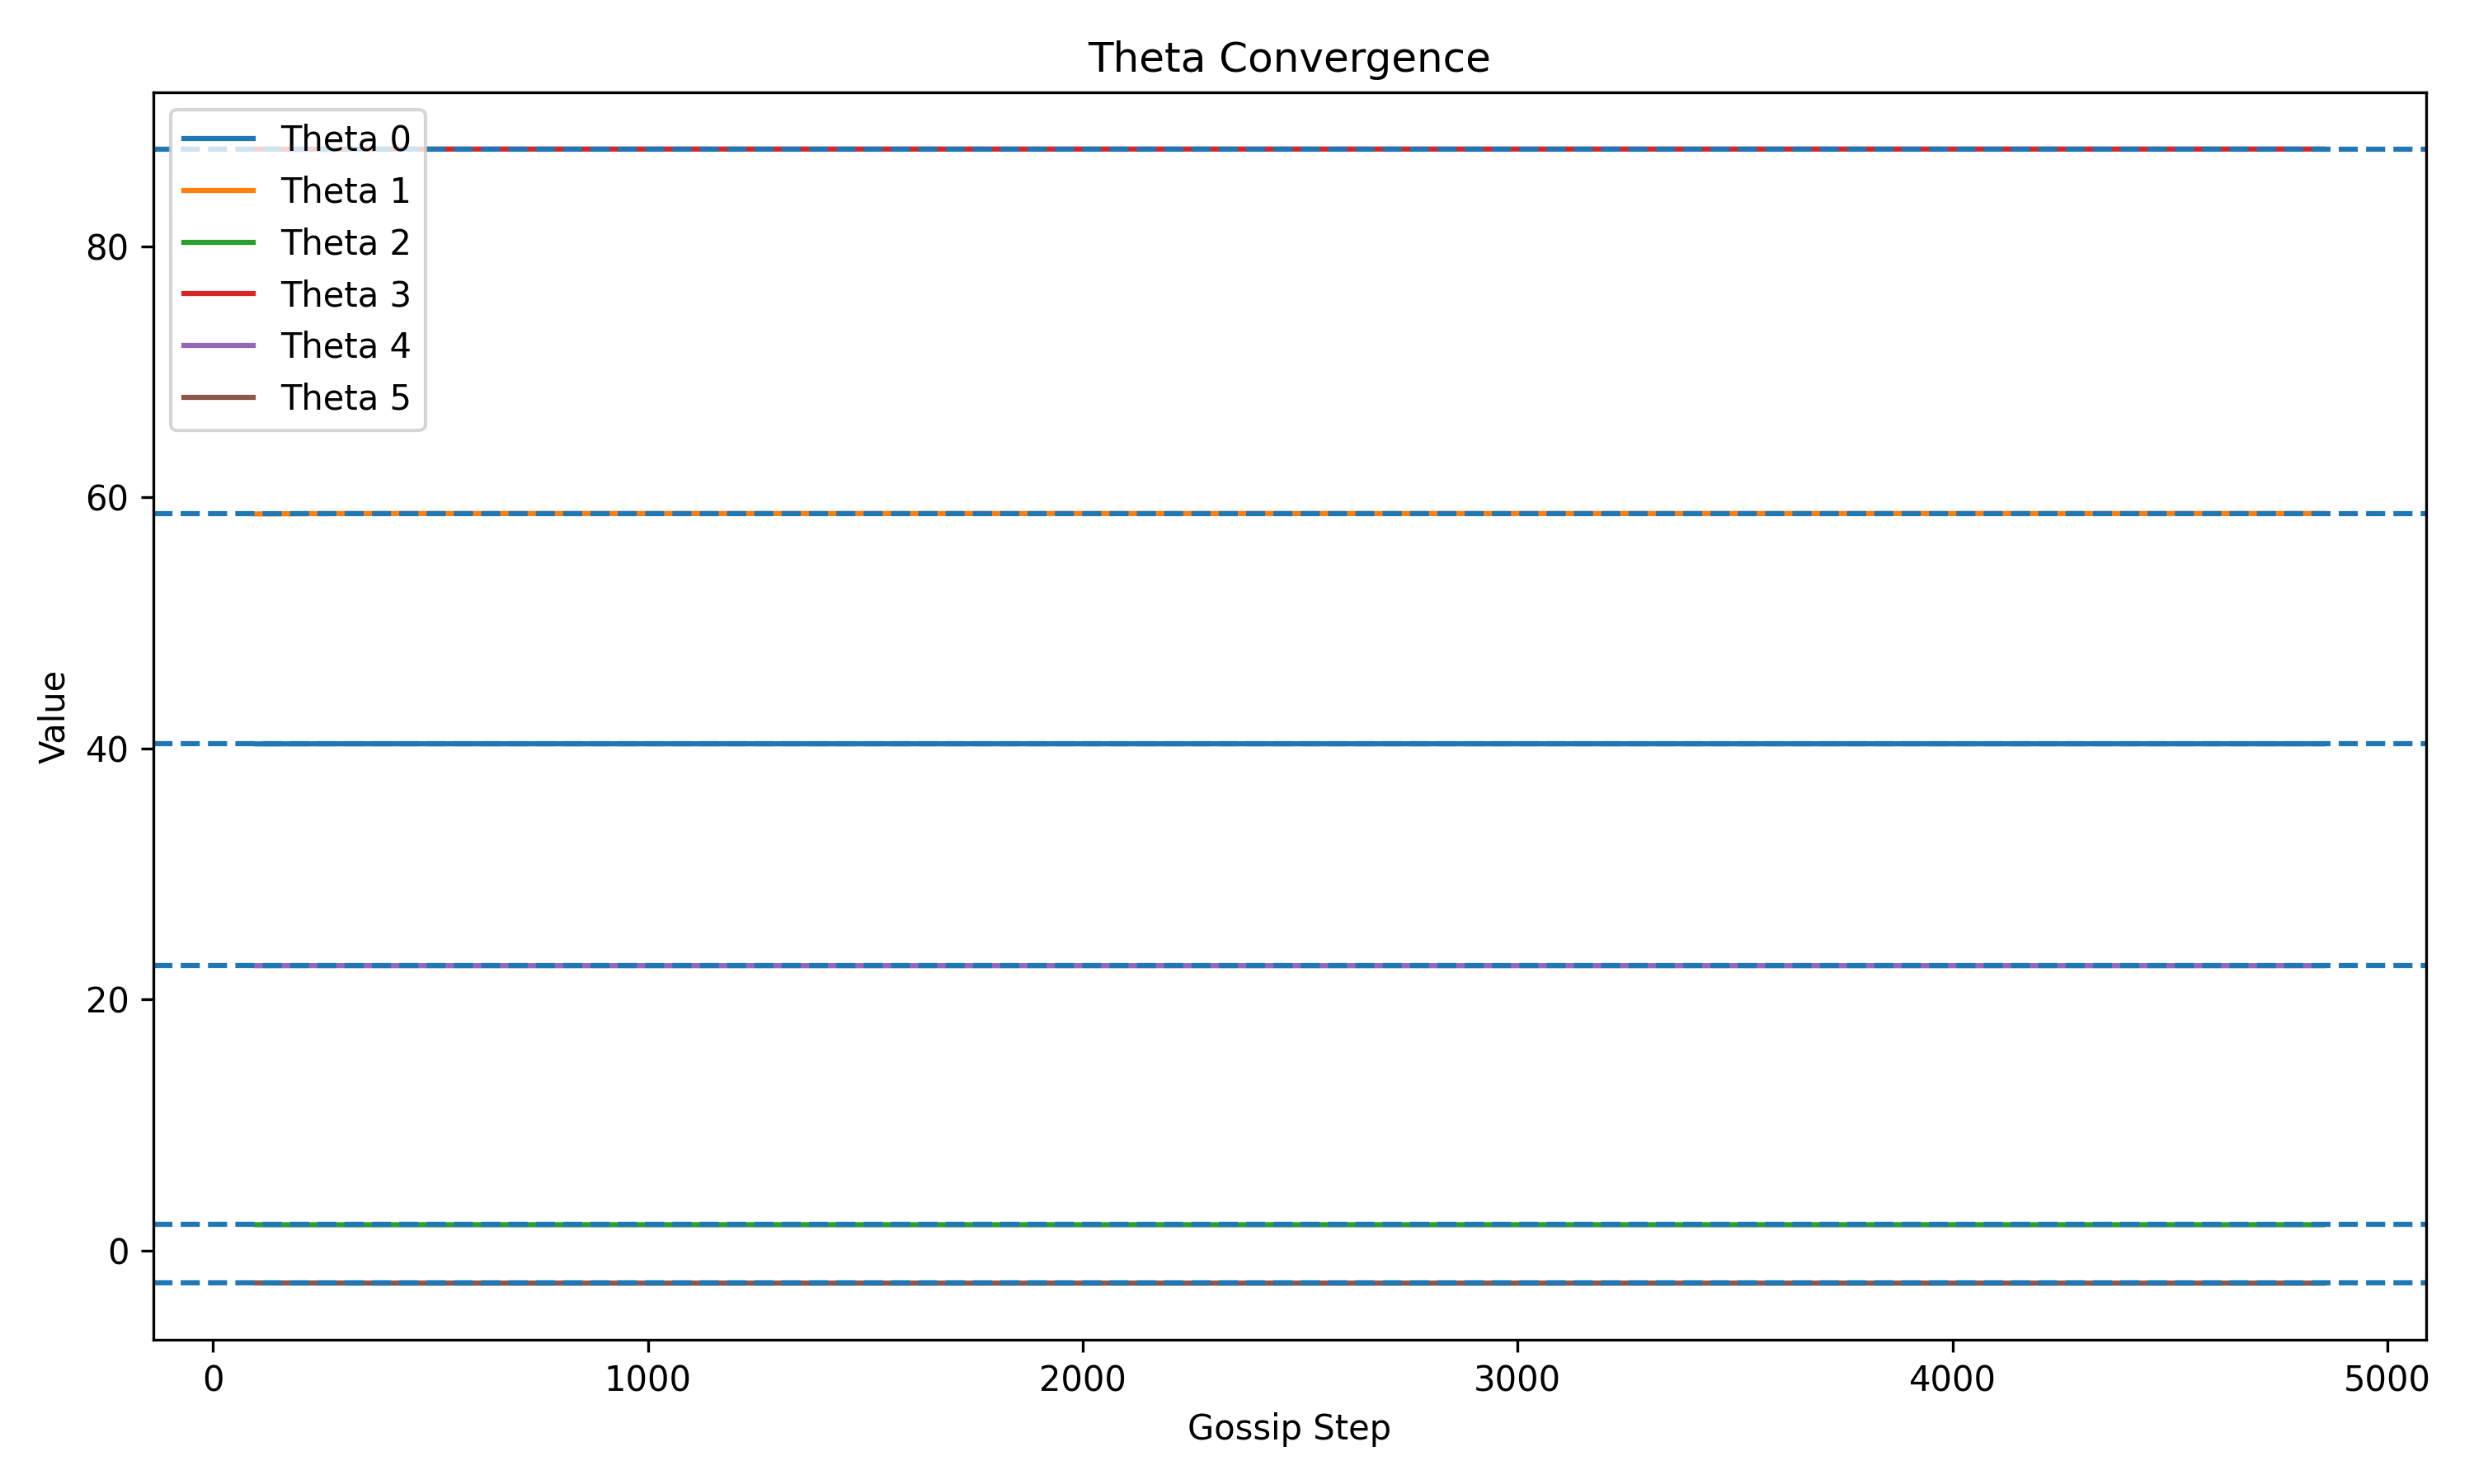 Theta Convergence
Theta 0
Theta 1
Theta 2
Theta 3
Theta 4
Theta 5
Value
80
60
40
20
0
0 1000 2000 3000 4000 5000
Gossip Step